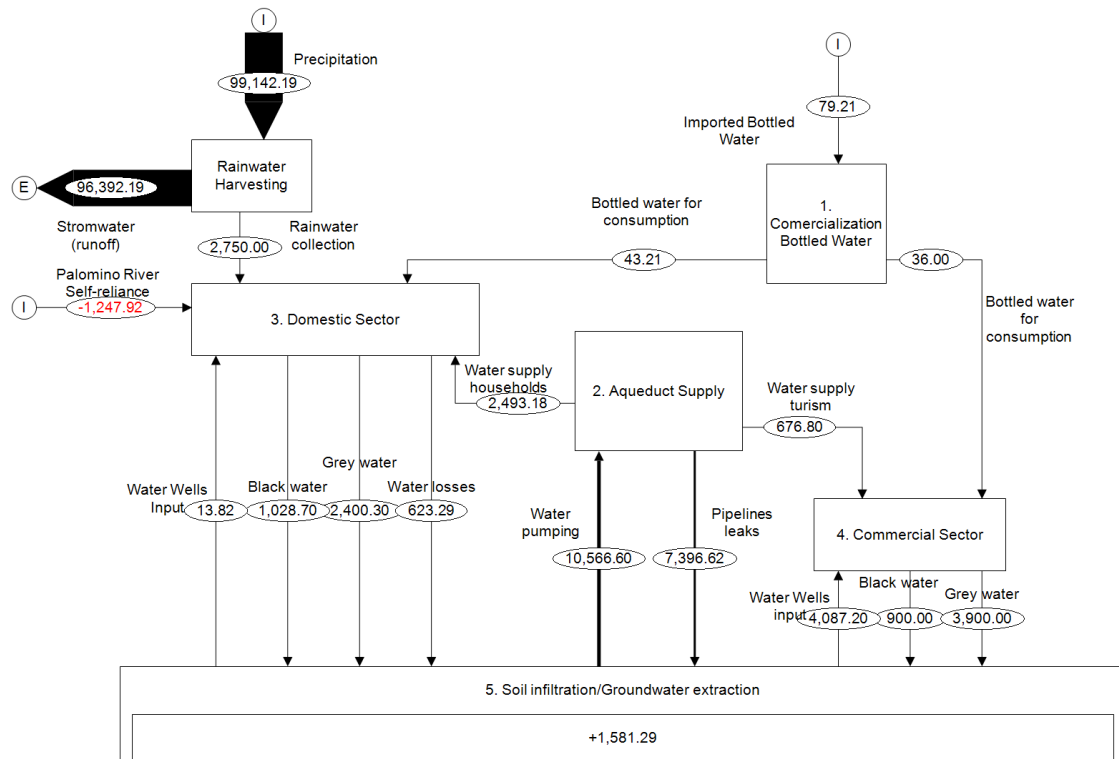 I
Precipitation
99,142.19
Rainwater
Harvesting
E
96,392.19
Stromwater
(runoff)
2,750.00
Rainwater
collection
I
79.21
Imported Bottled
Water
1.
Comercialization
Bottled Water
Bottled water for
consumption
43.21
36.00
Bottled water
for
consumption
Palomino River
Self-reliance
I
-1,247.92
3. Domestic Sector
Water supply
households
2,493.18
2. Aqueduct Supply
Water supply
turism
676.80
Water Wells
Input
13.82
Black water
1,028.70
Grey water
2,400.30
Water losses
623.29
Water
pumping
10,566.60
Pipelines
leaks
7,396.62
4. Commercial Sector
Water Wells
input
4,087.20
Black water
900.00
Grey water
3,900.00
5. Soil infiltration/Groundwater extraction
+1,581.29